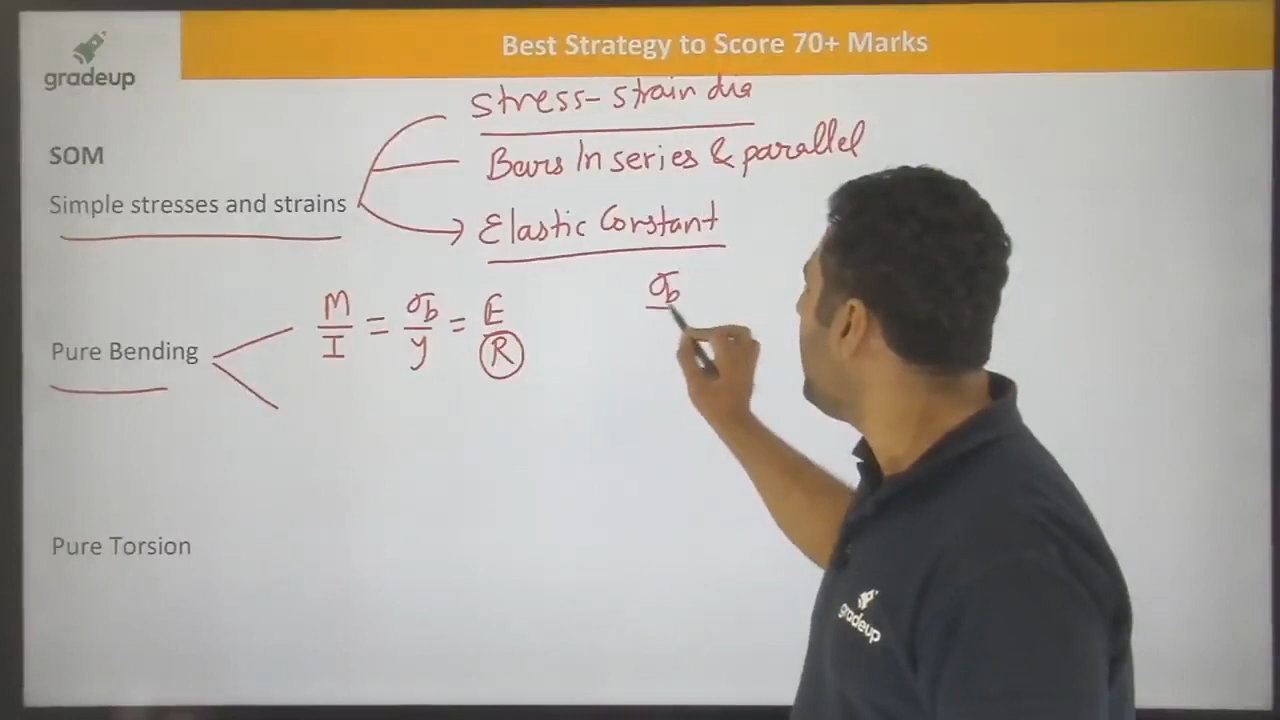 Best Strategy to Score 70+ Marks
gradeup
Stress-strain dia
SOM
Bars In series & parallel
Simple stresses and strains
Elastic Constant
σb
M/I = σb/y = E/R
Pure Bending
Pure Torsion
gradeup